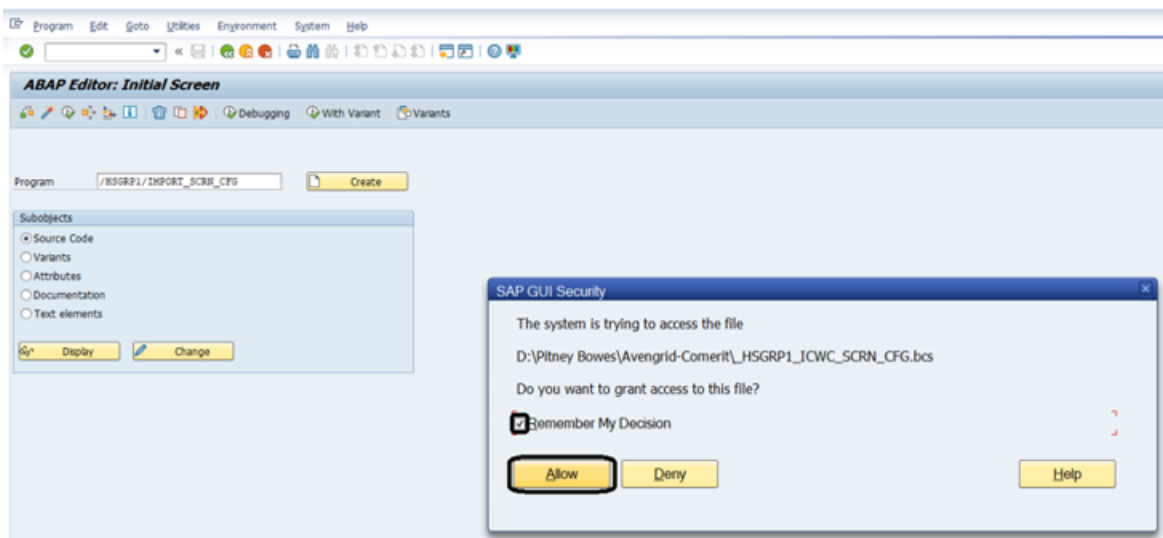 Program Edit Goto Utilities Environment System Help
ABAP Editor: Initial Screen
Debugging With Variant Variants
Program /HSGRP1/IMPORT_SCRN_CFG Create
Subobjects
Source Code
Variants
Attributes
Documentation
Text elements
Display Change
SAP GUI Security
The system is trying to access the file
D:\Pitney Bowes\Avengrid-Comerit\_HSGRP1_ICWC_SCRN_CFG.bcs
Do you want to grant access to this file?
Remember My Decision
Allow Deny Help